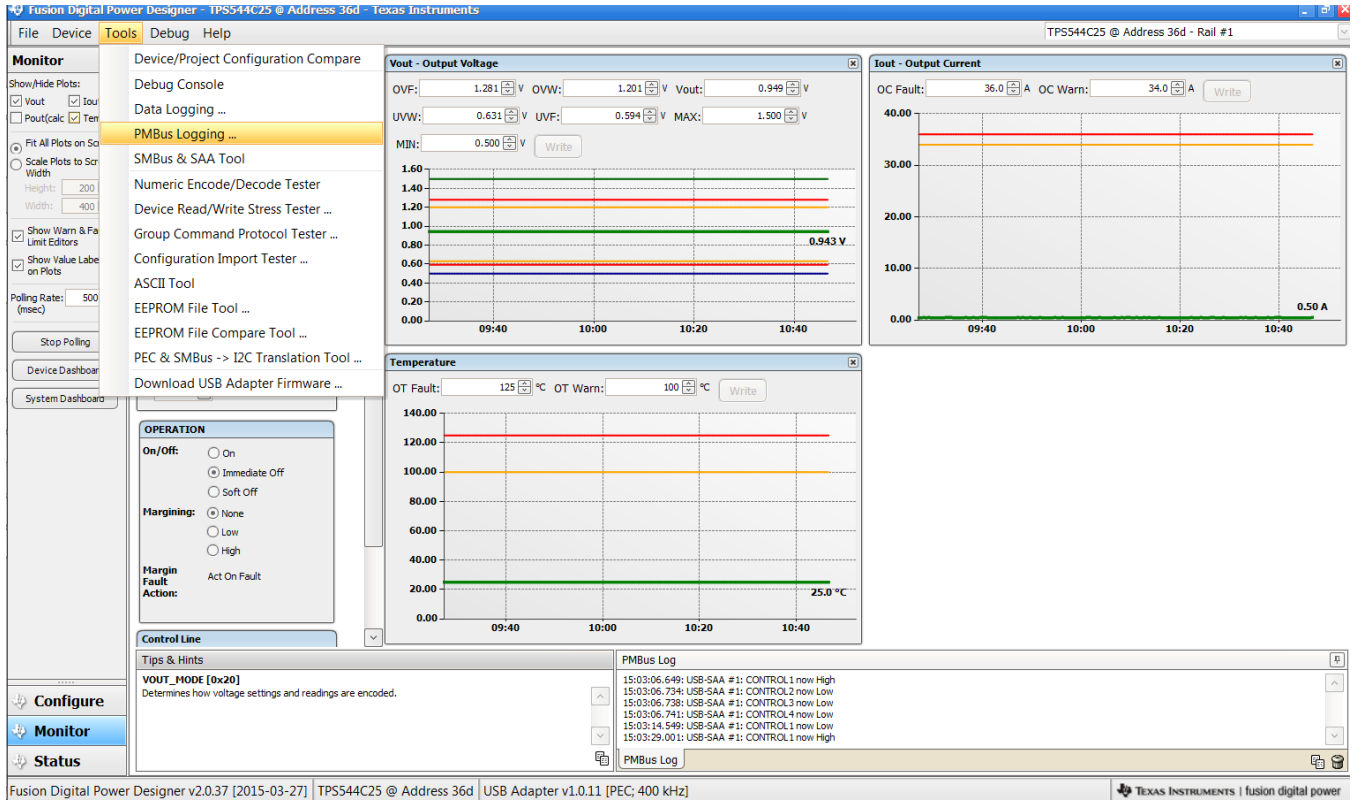 Fusion Digital Power Designer - TPS544C25 @ Address 36d - Texas Instruments
File Device Tools Debug Help
TPS544C25 @ Address 36d - Rail #1
Monitor
Show/Hide Plots:
Vout
Pout(calc
Fit All Plots on
Scale Plots to
Width
Height: 200
Width: 400
Show Warn &
Limit Editors
Show Value
on Plots
Polling Rate: 500
(msec)
Stop Polling
Device
System Dashboard
Device/Project Configuration Compare
Debug Console
Data Logging ...
PMBus Logging ...
SMBus & SAA Tool
Numeric Encode/Decode Tester
Device Read/Write Stress Tester ...
Group Command Protocol Tester ...
Configuration Import Tester ...
ASCII Tool
EEPROM File Tool ...
EEPROM File Compare Tool ...
PEC & SMBus -> I2C Translation Tool ...
Download USB Adapter Firmware ...
OPERATION
On/Off: On
Immediate Off
Soft Off
Margining: None
Low
High
Margin
Fault
Action:
Act On Fault
Control Line
Vout - Output Voltage
OVF: 1.281 V OVW: 1.201 V Vout: 0.949 V
UVW: 0.631 V UVF: 0.594 V MAX: 1.500 V
MIN: 0.500 V Write
1.60
1.40
1.20
1.00
0.80
0.60
0.40
0.20
0.00
0.943 V
09:40 10:00 10:20 10:40
Iout - Output Current
OC Fault: 36.0 A OC Warn: 34.0 A Write
40.00
30.00
20.00
10.00
0.00
0.50 A
09:40 10:00 10:20 10:40
Temperature
OT Fault: 125 °C OT Warn: 100 °C Write
140.00
120.00
100.00
80.00
60.00
40.00
20.00
0.00
25.0 °C
09:40 10:00 10:20 10:40
Tips & Hints
VOUT_MODE [0x20]
Determines how voltage settings and readings are encoded.
PMBus Log
15:03:06.649: USB-SAA #1: CONTROL1 now High
15:03:06.734: USB-SAA #1: CONTROL2 now Low
15:03:06.738: USB-SAA #1: CONTROL3 now Low
15:03:06.741: USB-SAA #1: CONTROL4 now Low
15:03:14.549: USB-SAA #1: CONTROL1 now Low
15:03:29.001: USB-SAA #1: CONTROL1 now High
PMBus Log
Configure
Monitor
Status
Fusion Digital Power Designer v2.0.37 [2015-03-27] TPS544C25 @ Address 36d USB Adapter v1.0.11 [PEC; 400 kHz]
TEXAS INSTRUMENTS | fusion digital power